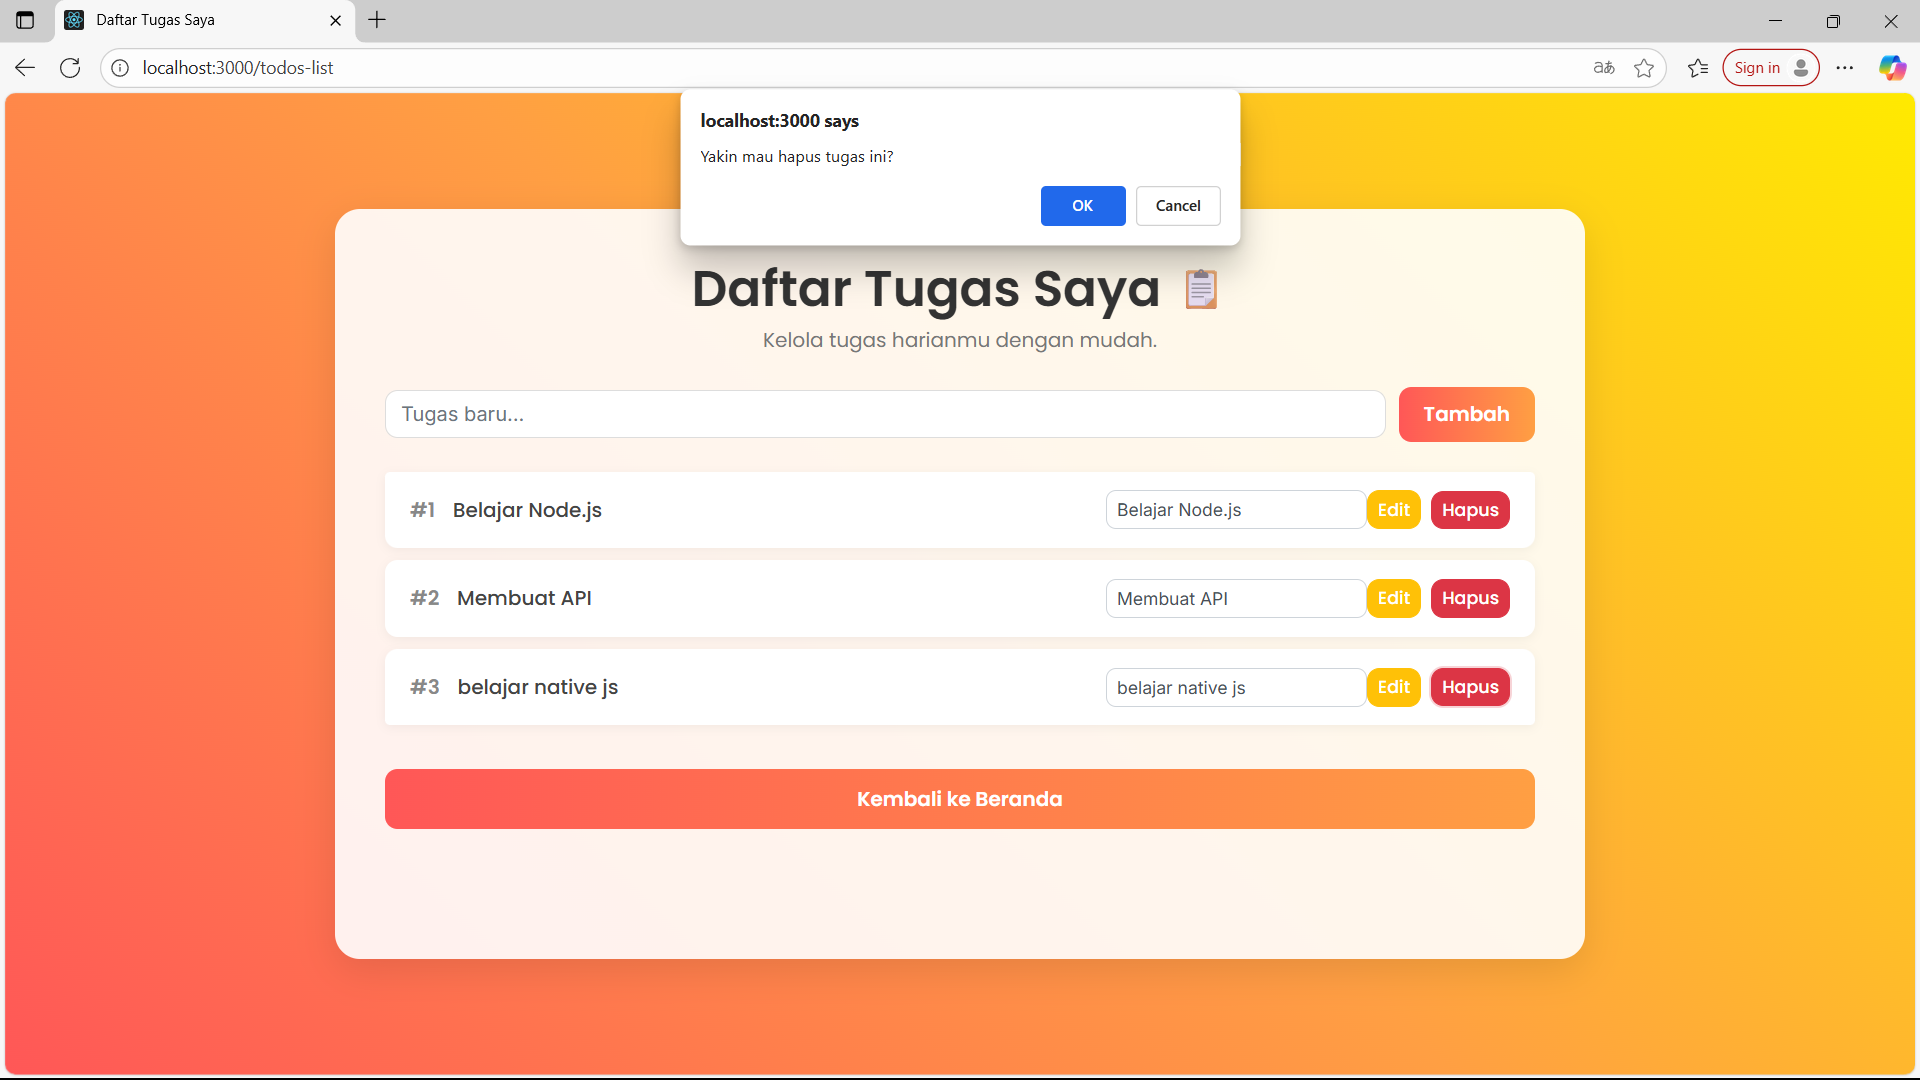 Daftar Tugas Saya
localhost:3000/todos-list
aあ
Sign in
localhost:3000 says
Yakin mau hapus tugas ini?
OK
Cancel
Daftar Tugas Saya
Kelola tugas harianmu dengan mudah.
Tugas baru...
Tambah
#1 Belajar Node.js Belajar Node.js Edit Hapus
#2 Membuat API Membuat API Edit Hapus
#3 belajar native js belajar native js Edit Hapus
Kembali ke Beranda